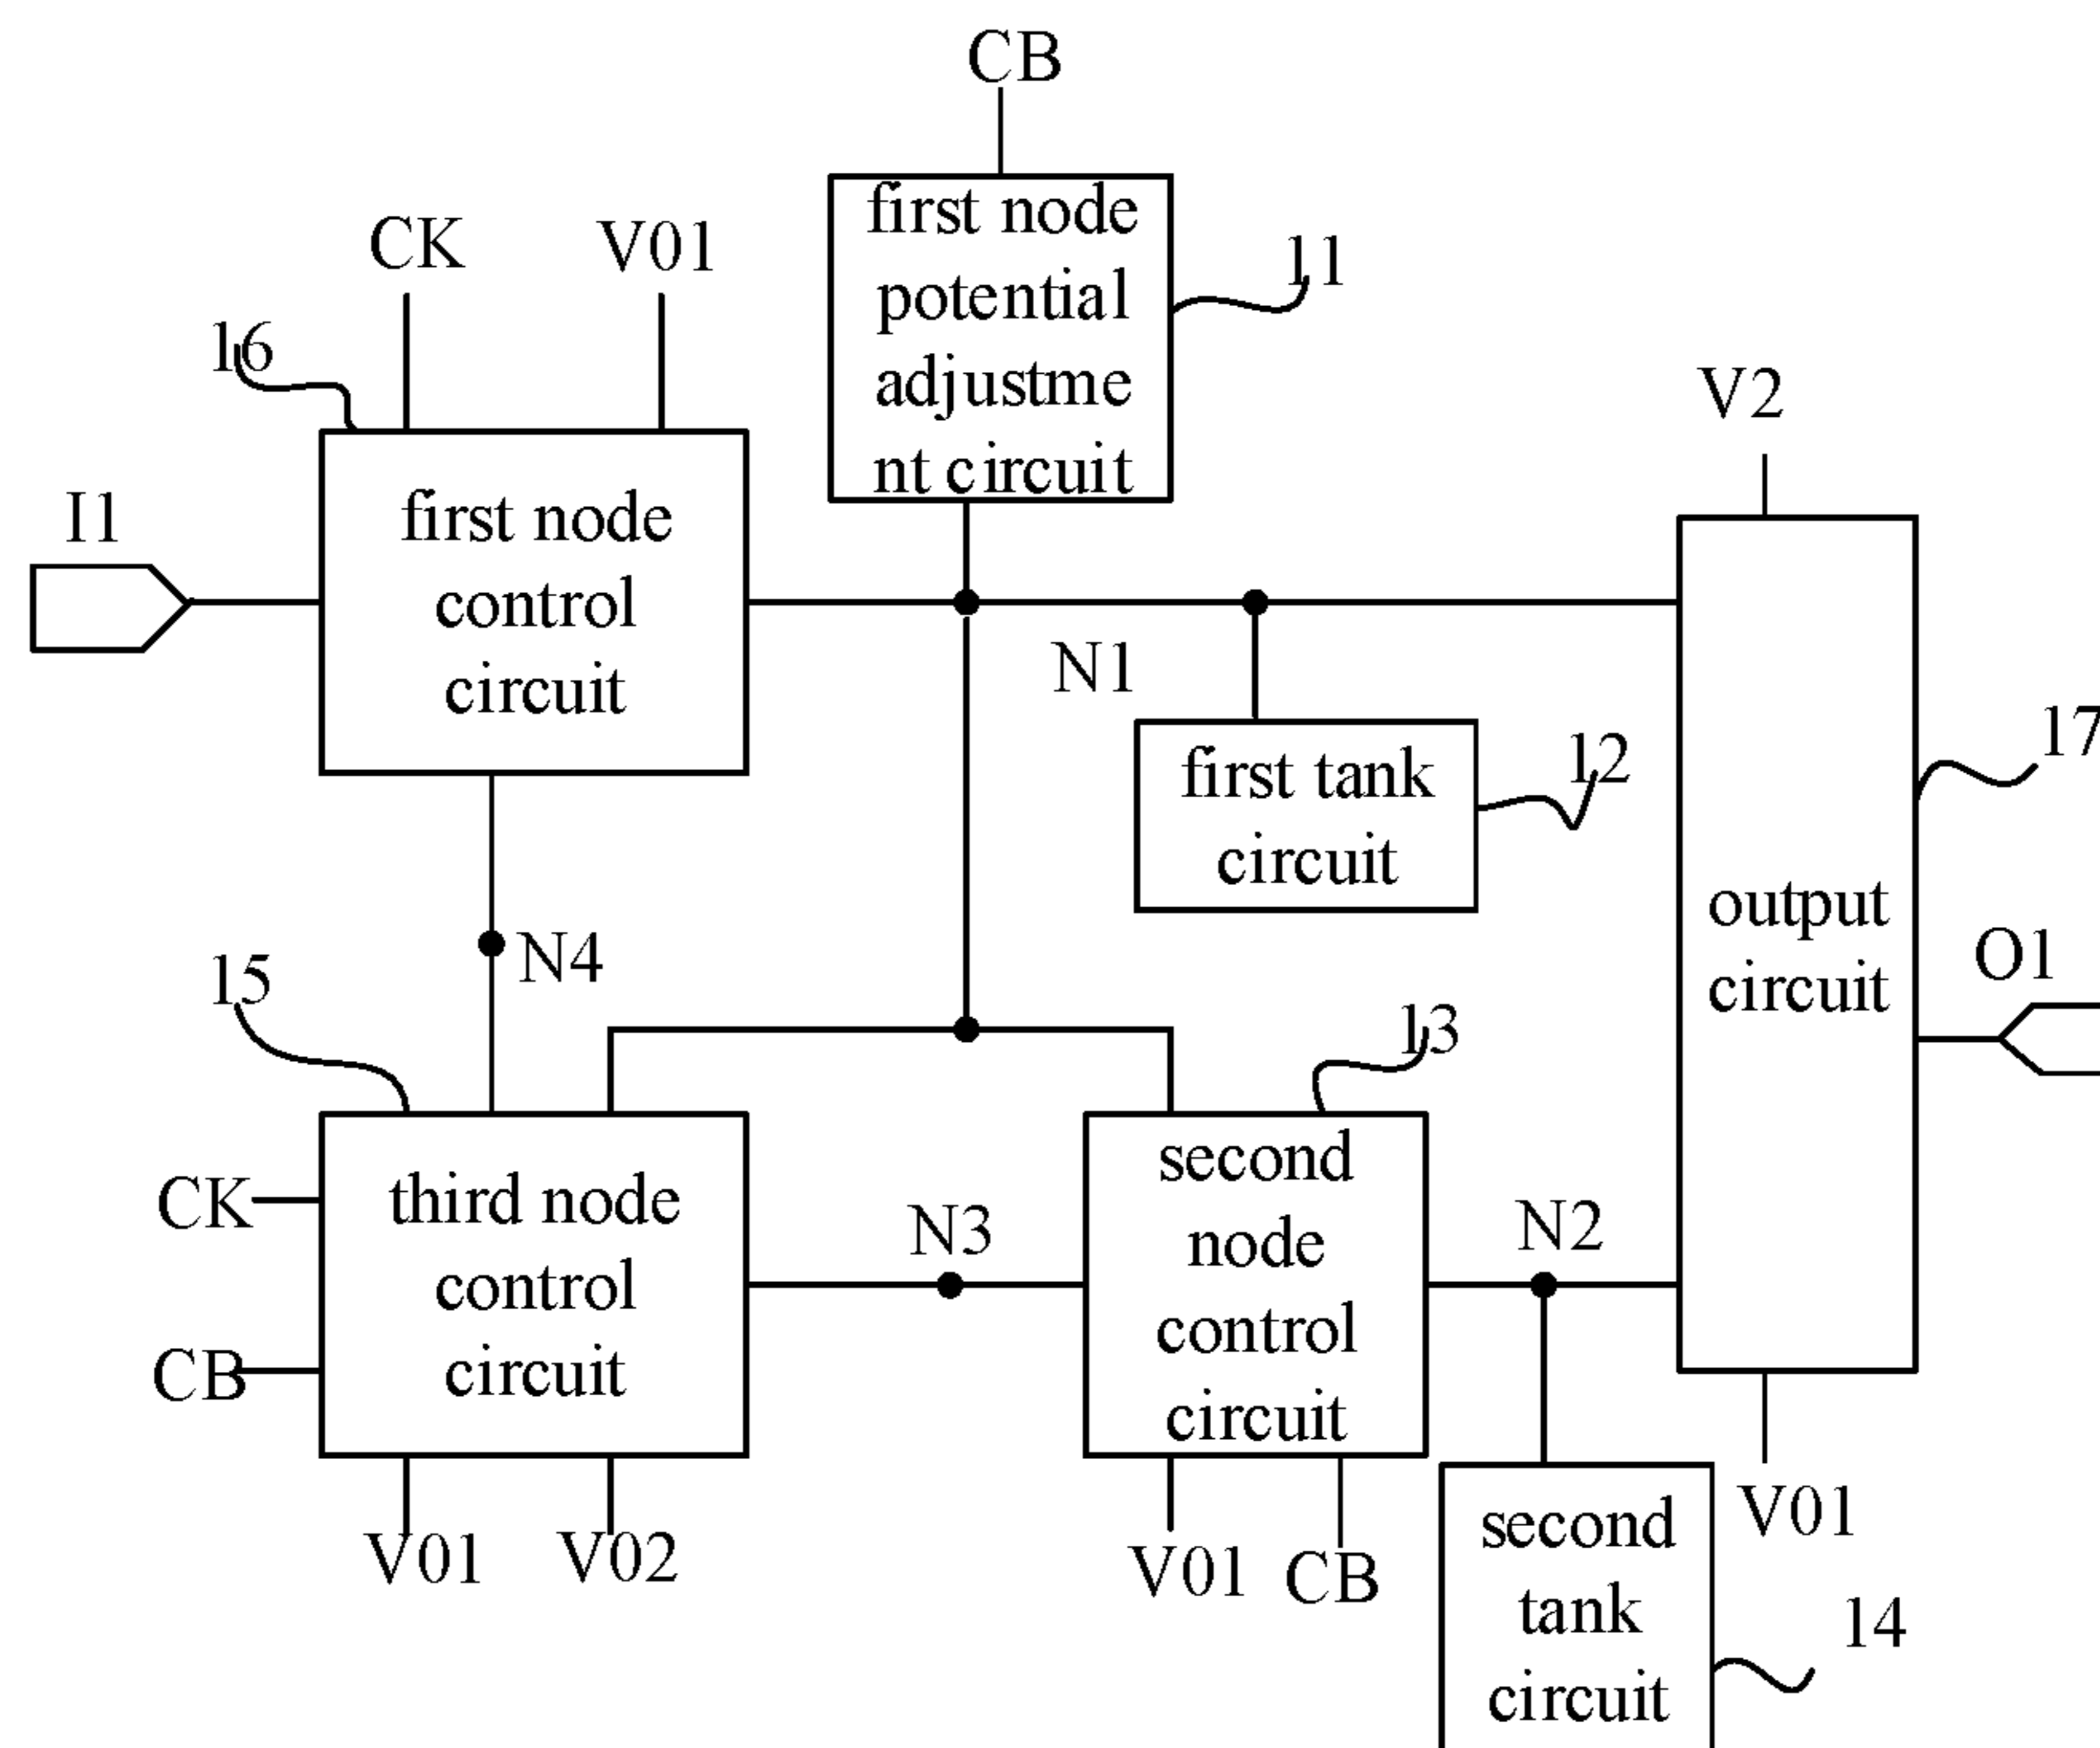 CB
first node
potential
adjustme
nt circuit
11
CK
V01
16
I1
first node
control
circuit
V2
N1
first tank
circuit
12
17
output
circuit
O1
N4
15
13
CK
CB
third node
control
circuit
N3
second
node
control
circuit
N2
V01
V02
V01
CB
V01
second
tank
circuit
14